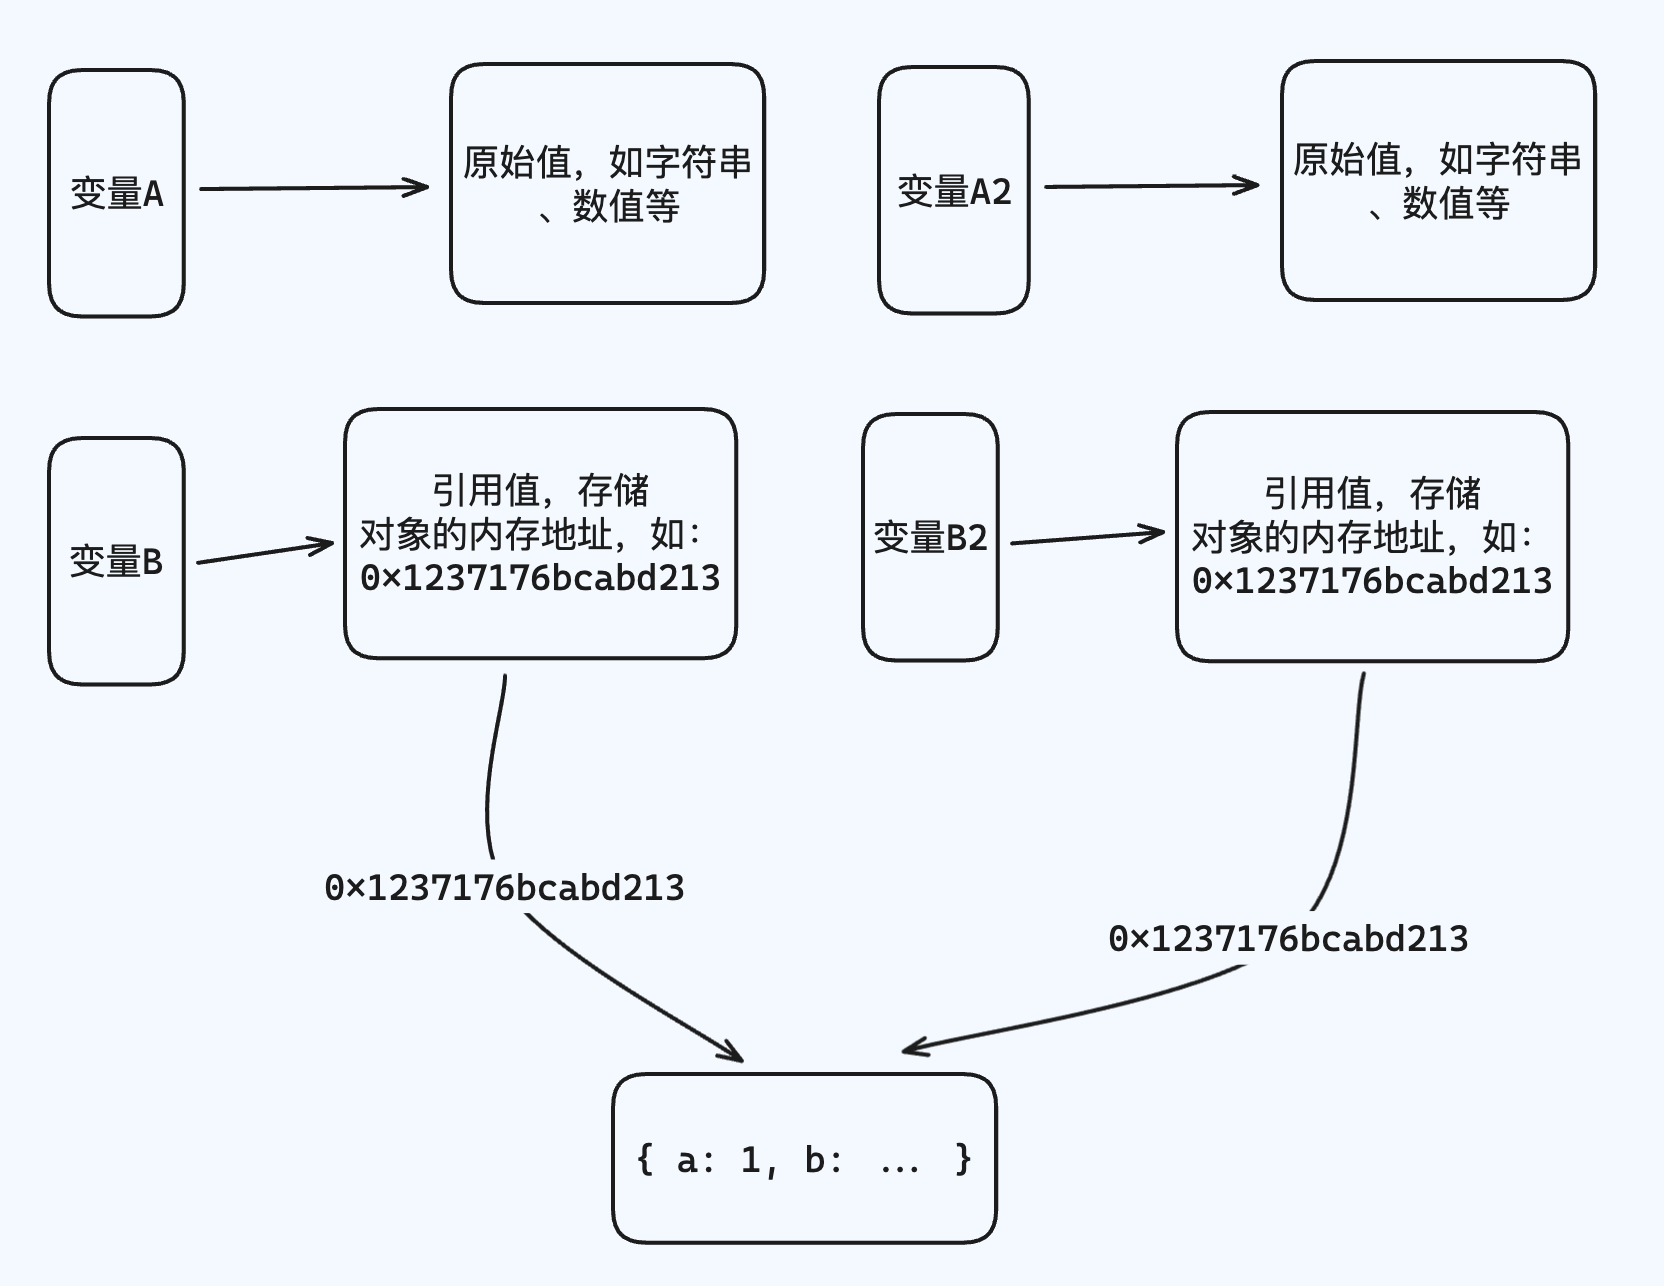 变量A
原始值，如字符串
、数值等
变量A2
原始值，如字符串
、数值等
变量B
引用值，存储
对象的内存地址，如：
0×1237176bcabd213
变量B2
引用值，存储
对象的内存地址，如：
0×1237176bcabd213
0×1237176bcabd213
0×1237176bcabd213
{ a: 1, b: ... }